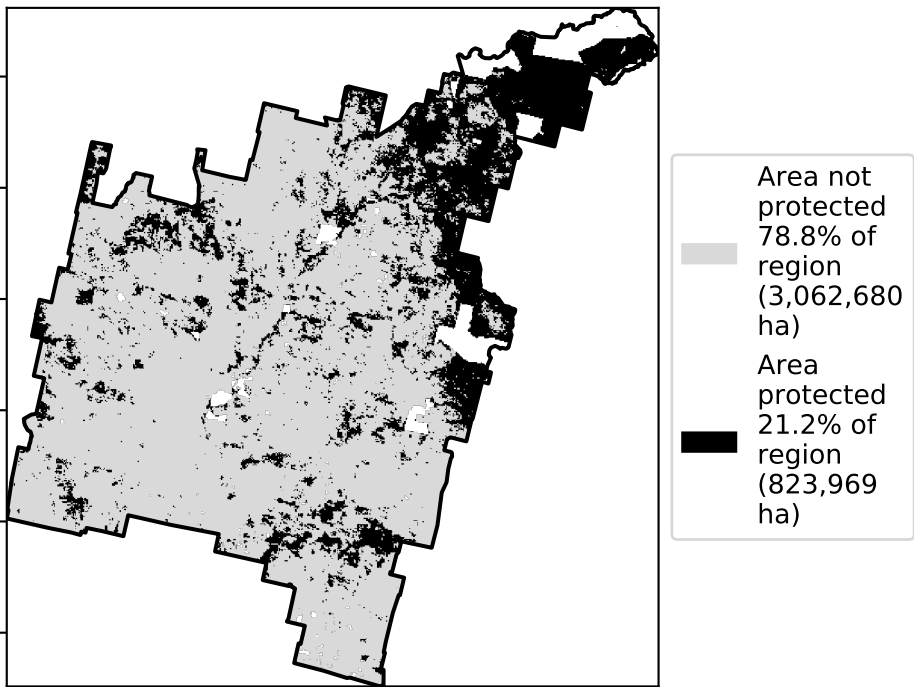 Area not
protected
78.8% of
region
(3,062,680
ha)
Area
protected
21.2% of
region
(823,969
ha)